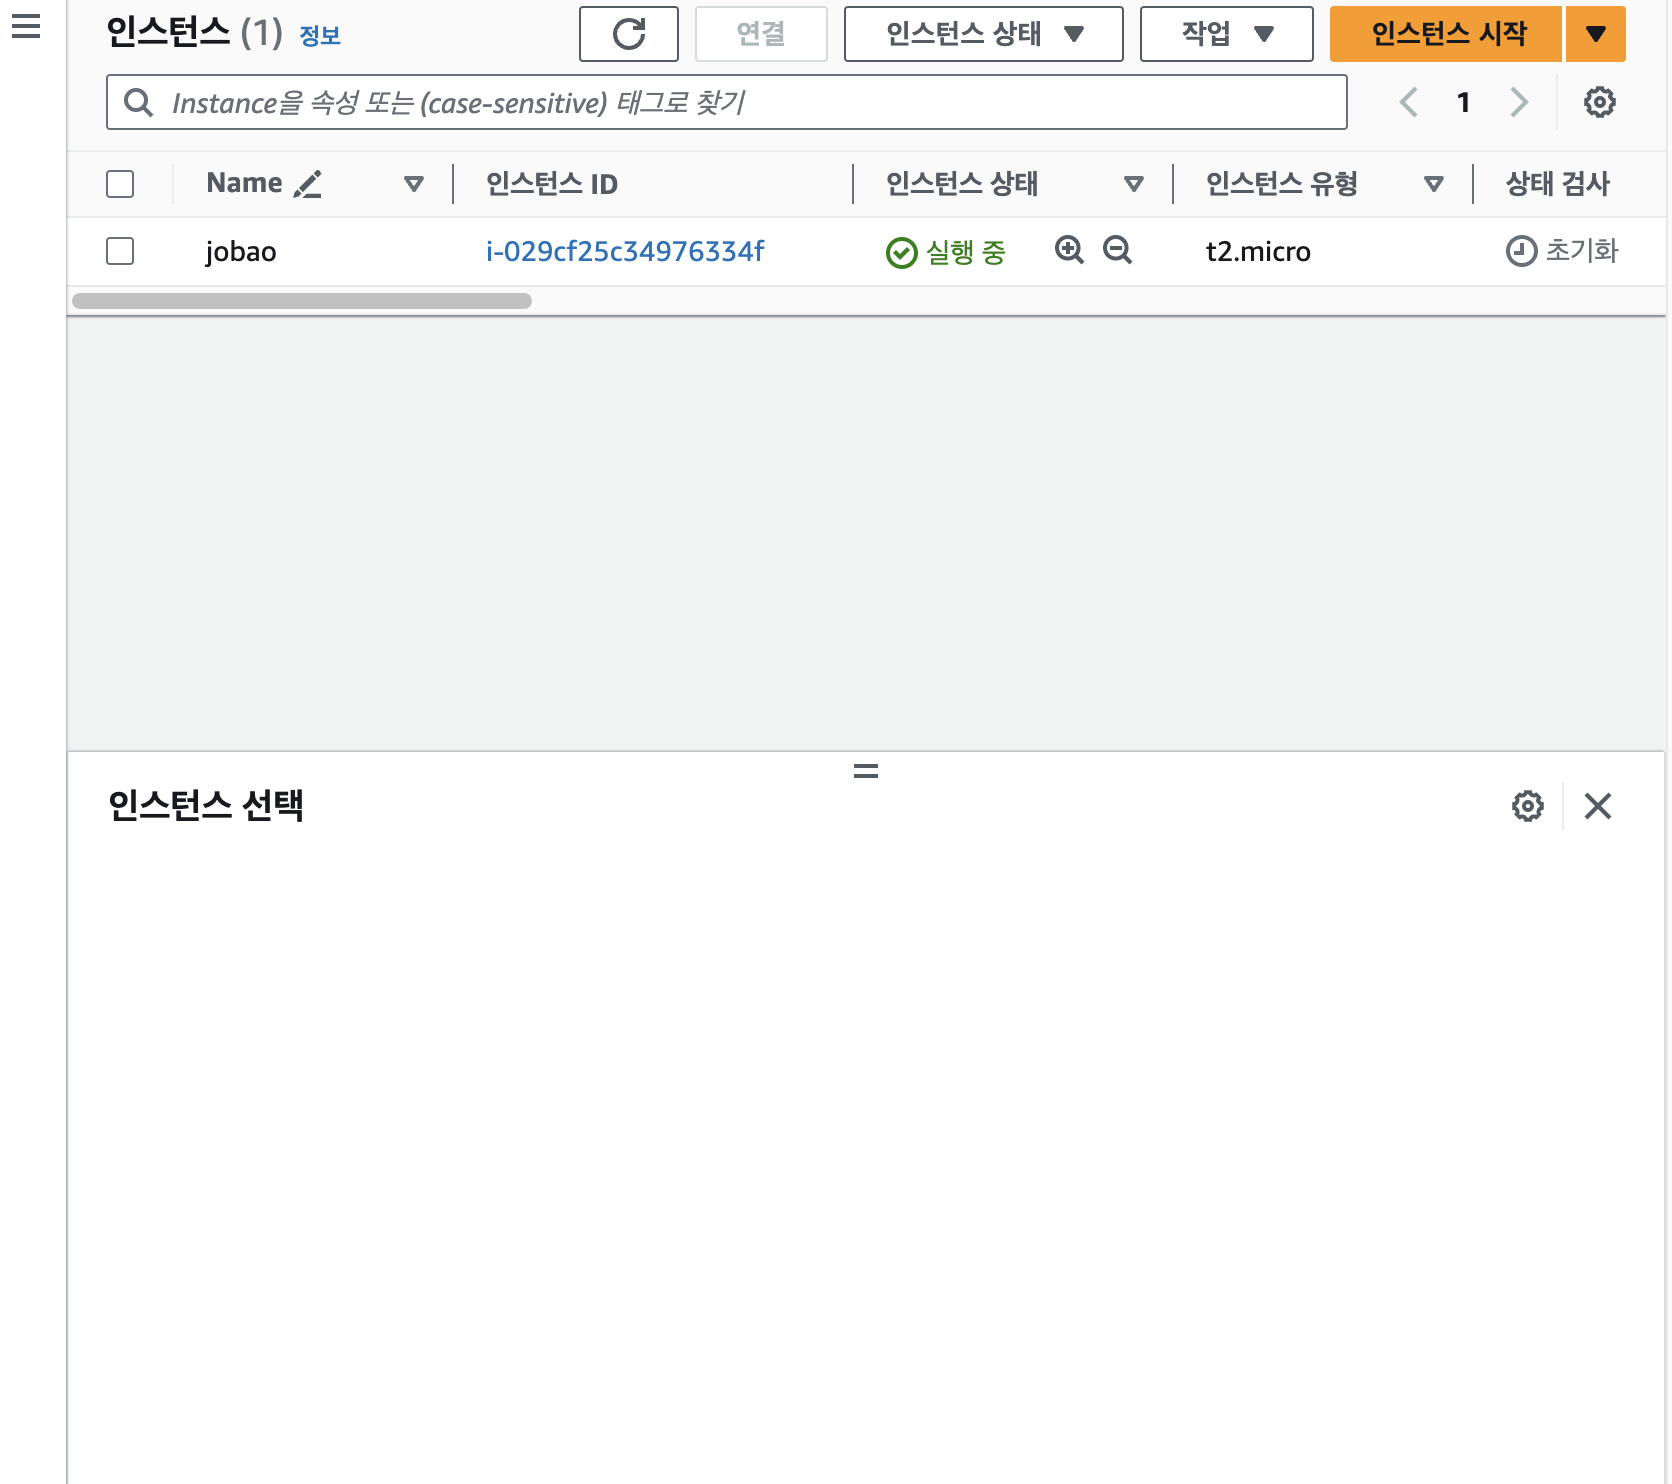 인스턴스 (1) 정보
연결
인스턴스 상태
작업
인스턴스 시작
Instance을 속성 또는 (case-sensitive) 태그로 찾기
1
Name 인스턴스 ID 인스턴스 상태 인스턴스 유형 상태 검사
jobao i-029cf25c34976334f 실행 중 t2.micro 초기화
인스턴스 선택